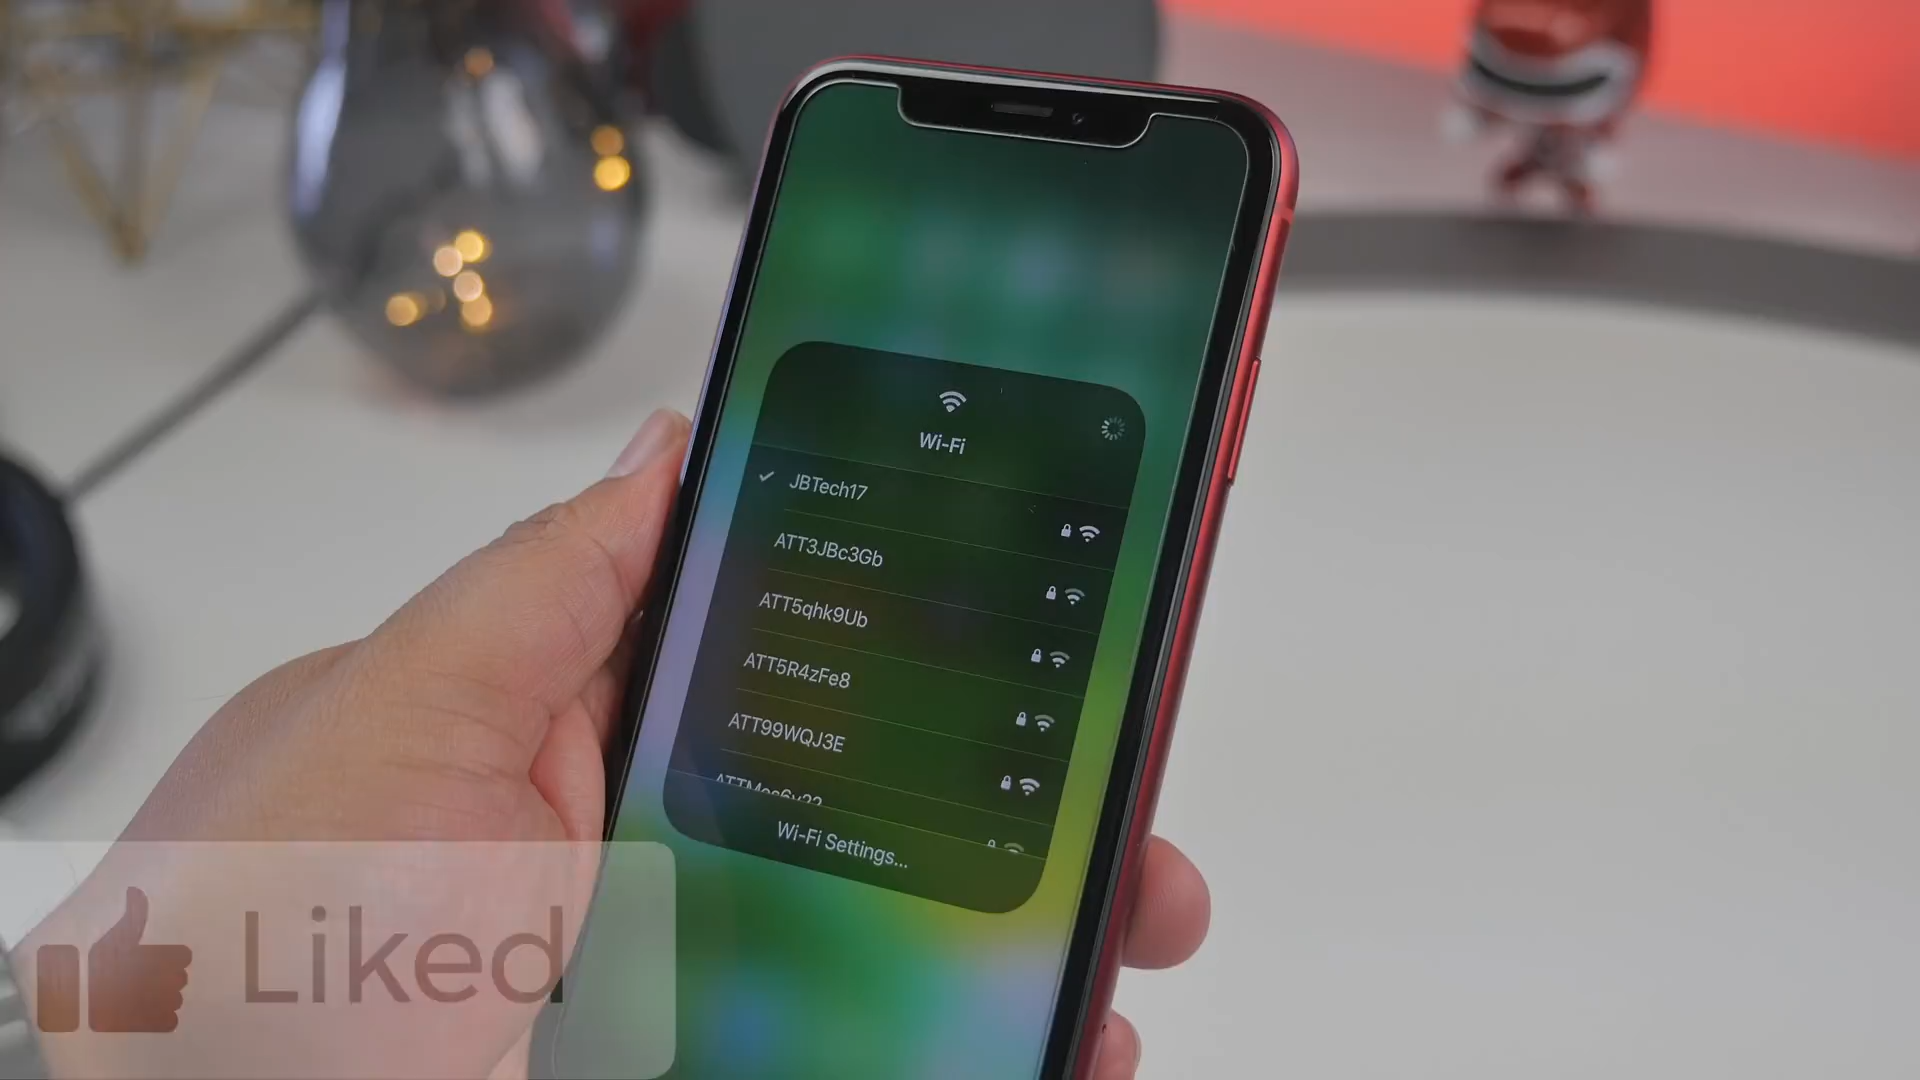 Wi-Fi
JBTech17
ATT3JBc3Gb
ATT5qhk9Ub
ATT5R4zFe8
ATT99WQJ3E
Wi-Fi Settings...
Liked